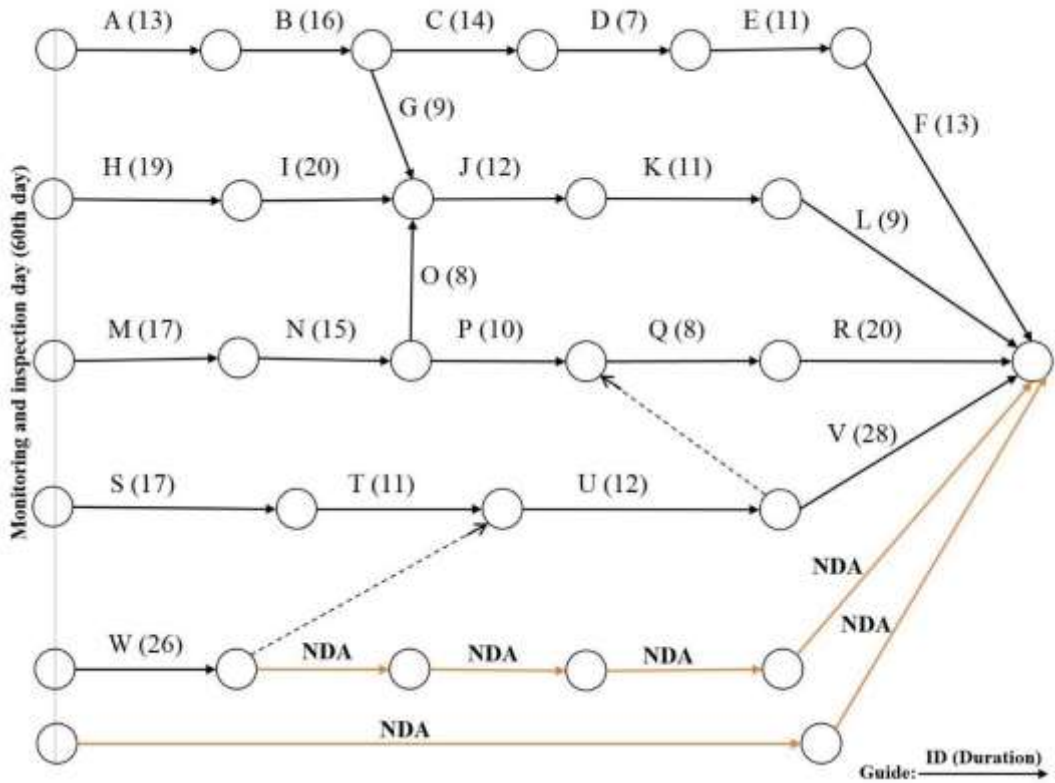 A (13) B (16) C (14) D (7) E (11)
G (9)
F (13)
H (19) I (20) J (12) K (11)
L (9)
O (8)
M (17) N (15) P (10) Q (8) R (20)
V (28)
S (17) T (11) U (12)
NDA
NDA
W (26) NDA NDA NDA
NDA
Monitoring and inspection day (60th day)
Guide: ID (Duration)